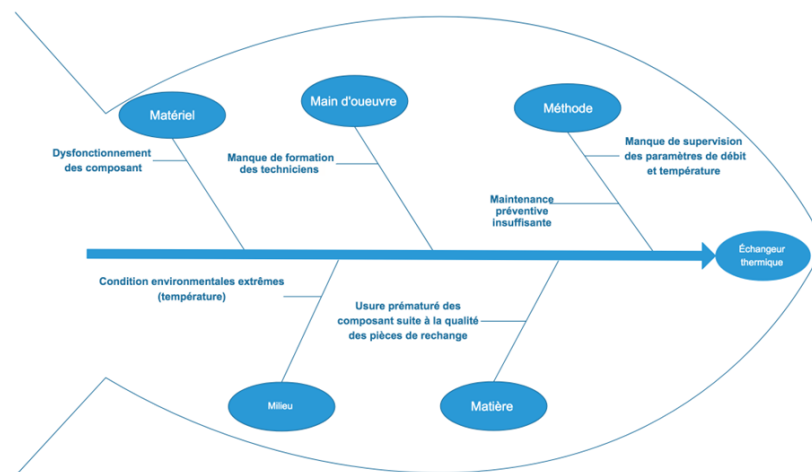 Matériel
Main d'oueuvre
Méthode
Dysfonctionnement
des composant
Manque de formation
des techniciens
Manque de supervision
des paramètres de débit
et température
Maintenance
préventive
insuffisante
Échangeur
thermique
Condition environmentales extrêmes
(température)
Usure prématuré des
composant suite à la qualité
des pièces de rechange
Milieu
Matière